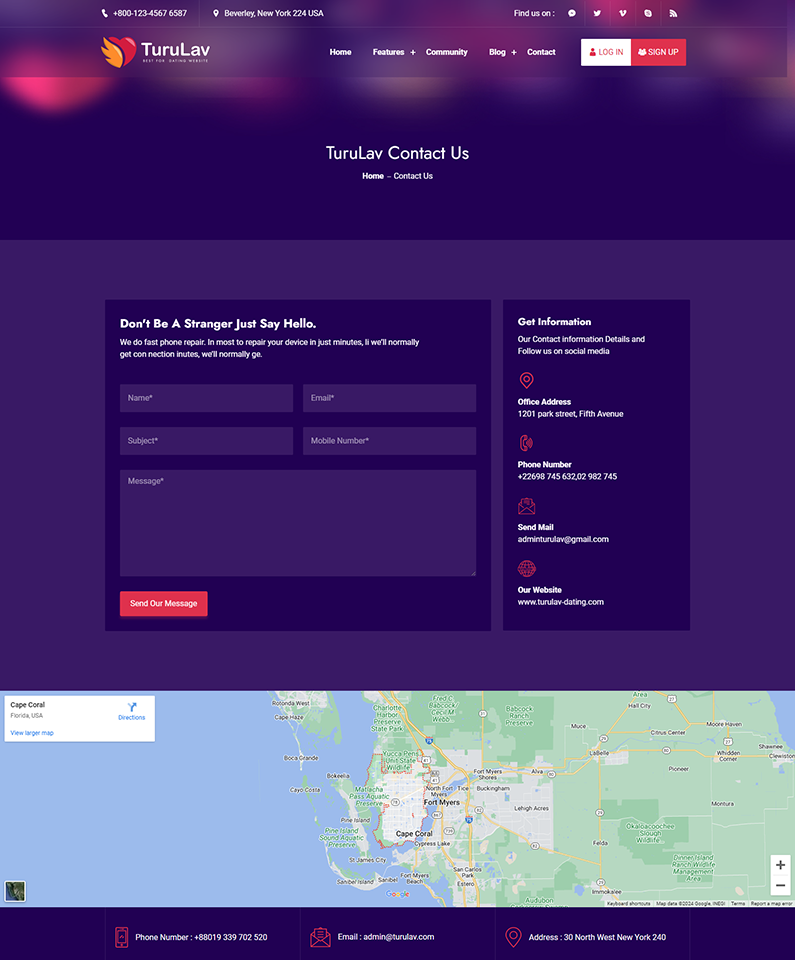 +800-123-4567 6587
Beverley, New York 224 USA
Find us on :
TuruLav
BEST FOR DATING WEBSITE
Home
Features +
Community
Blog +
Contact
LOG IN
SIGN UP
TuruLav Contact Us
Home – Contact Us
Don't Be A Stranger Just Say Hello.
We do fast phone repair. In most to repair your device in just minutes, li we'll normally
get con nection inutes, we'll normally ge.
Name*
Email*
Subject*
Mobile Number*
Message*
Send Our Message
Get Information
Our Contact information Details and
Follow us on social media
Office Address
1201 park street, Fifth Avenue
Phone Number
+22698 745 632,02 982 745
Send Mail
adminturulav@gmail.com
Our Website
www.turulav-dating.com
Cape Coral
Florida, USA
Directions
View larger map
Rotonda West
Cape Haze
Charlotte
Harbor
Preserve
State Park
Fred C.
Babcock
Cecil M.
Webb
Babcock
Ranch
Preserve
Area
Hall City
27
Moore Haven
Muce
Citrus Center
Whidden
Corner
Shawnee
Clewiston
LaBelle
Pioneer
Montura
Boca Grande
Yucca Pens
Unit State
Wildlife
Bokeelia
Cayo Costa
Matlacha
Pass Aquatic
Preserve
North Fort
Myers
Tice
Fort Myers
Shores
Buckingham
Alva
Fort Myers
Lehigh Acres
Pine Island
Cape Coral
Pine Island
Sound Aquatic
Preserve
Cypress Lake
Felda
Okaloacoochee
Slough
Wildlife
St James City
Sanibel Island
Sanibel
Fort Myers
Beach
San Carlos
Park
Estero
Dinner Island
Ranch Wildlife
Management
Area
Immokalee
Audubon
Google
Keyboard shortcuts
Map data ©2024 Google, INEGI
Terms
Report a map error
Phone Number : +88019 339 702 520
Email : admin@turulav.com
Address : 30 North West New York 240